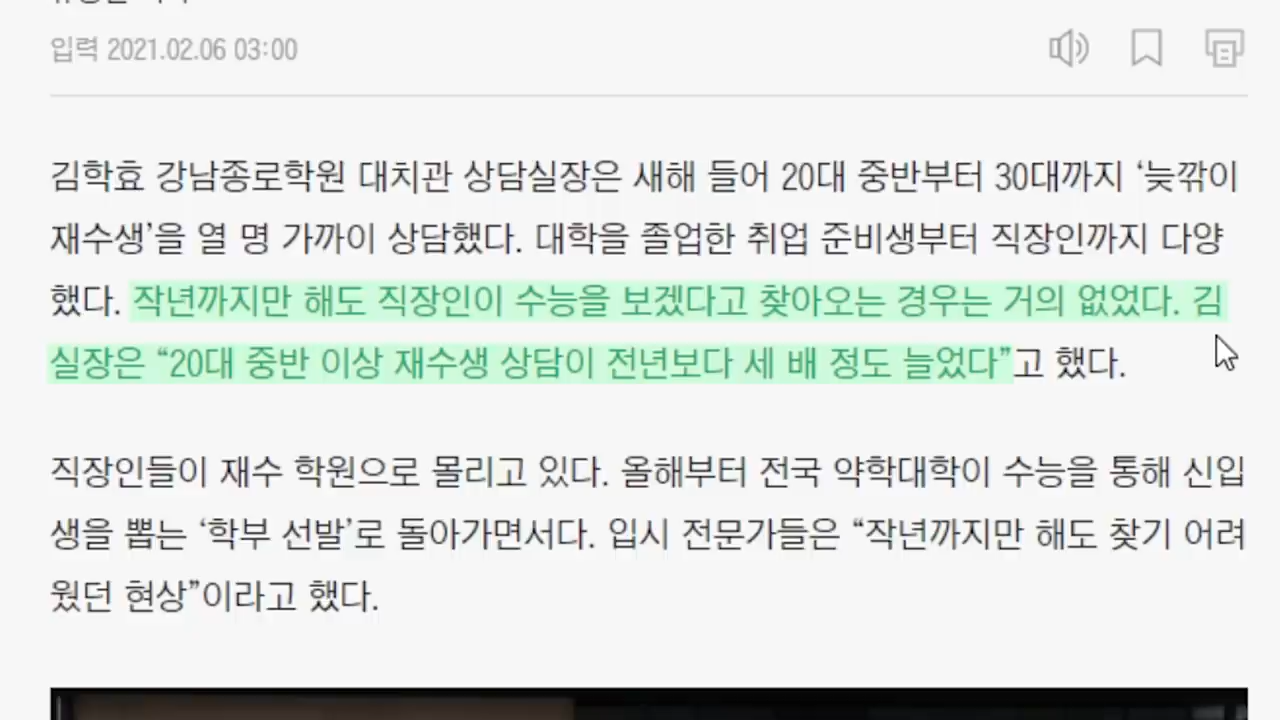 입력 2021.02.06 03:00
김학효 강남종로학원 대치관 상담실장은 새해 들어 20대 중반부터 30대까지 ‘늦깎이
재수생’을 열 명 가까이 상담했다. 대학을 졸업한 취업 준비생부터 직장인까지 다양
했다. 작년까지만 해도 직장인이 수능을 보겠다고 찾아오는 경우는 거의 없었다. 김
실장은 “20대 중반 이상 재수생 상담이 전년보다 세 배 정도 늘었다”고 했다.
직장인들이 재수 학원으로 몰리고 있다. 올해부터 전국 약학대학이 수능을 통해 신입
생을 뽑는 ‘학부 선발’로 돌아가면서다. 입시 전문가들은 “작년까지만 해도 찾기 어려
웠던 현상”이라고 했다.